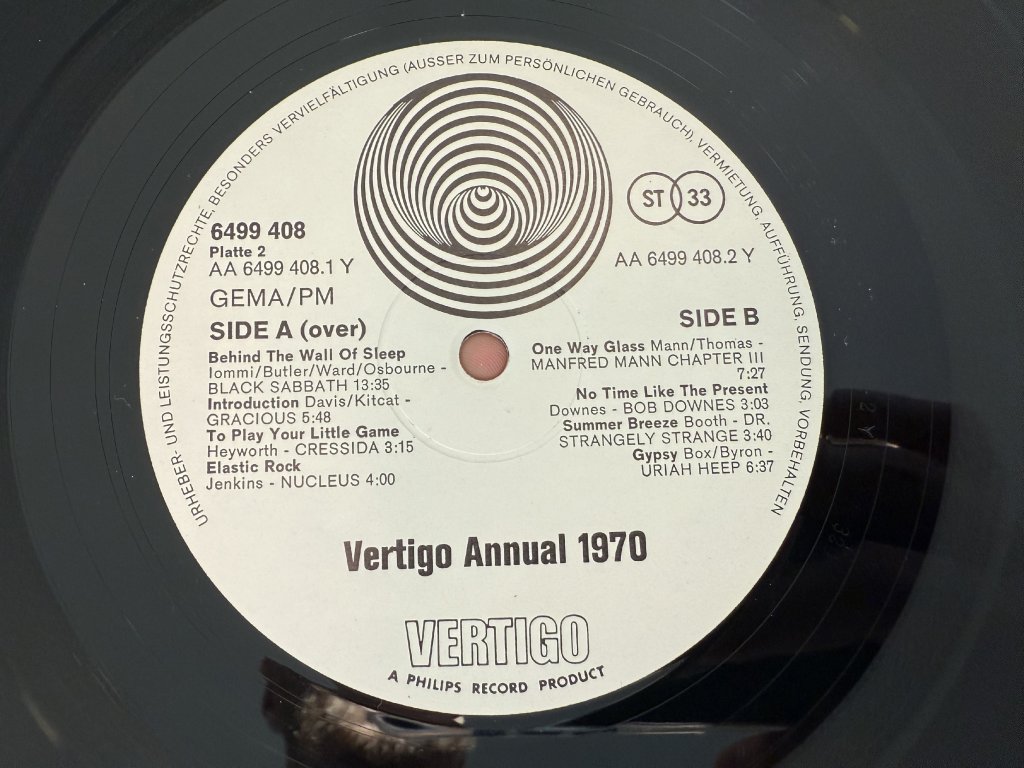 URHEBER- UND LEISTUNGSSCHUTZRECHTE, BESONDERS VERVIELFÄLTIGUNG (AUSSER ZUM PERSÖNLICHEN GEBRAUCH), VERMIETUNG, AUFFÜHRUNG, SENDUNG, VORBEHALTEN
ST 33
6499 408
Platte 2
AA 6499 408.1 Y
GEMA/PM
SIDE A (over)
Behind The Wall Of Sleep
Iommi/Butler/Ward/Osbourne -
BLACK SABBATH 13:35
Introduction Davis/Kitcat -
GRACIOUS 5:48
To Play Your Little Game
Heyworth - CRESSIDA 3:15
Elastic Rock
Jenkins - NUCLEUS 4:00
AA 6499 408.2 Y
SIDE B
One Way Glass Mann/Thomas -
MANFRED MANN CHAPTER III
7:27
No Time Like The Present
Downes - BOB DOWNES 3:03
Summer Breeze Booth - DR.
STRANGELY STRANGE 3:40
Gypsy Box/Byron -
URIAH HEEP 6:37
Vertigo Annual 1970
VERTIGO
A PHILIPS RECORD PRODUCT